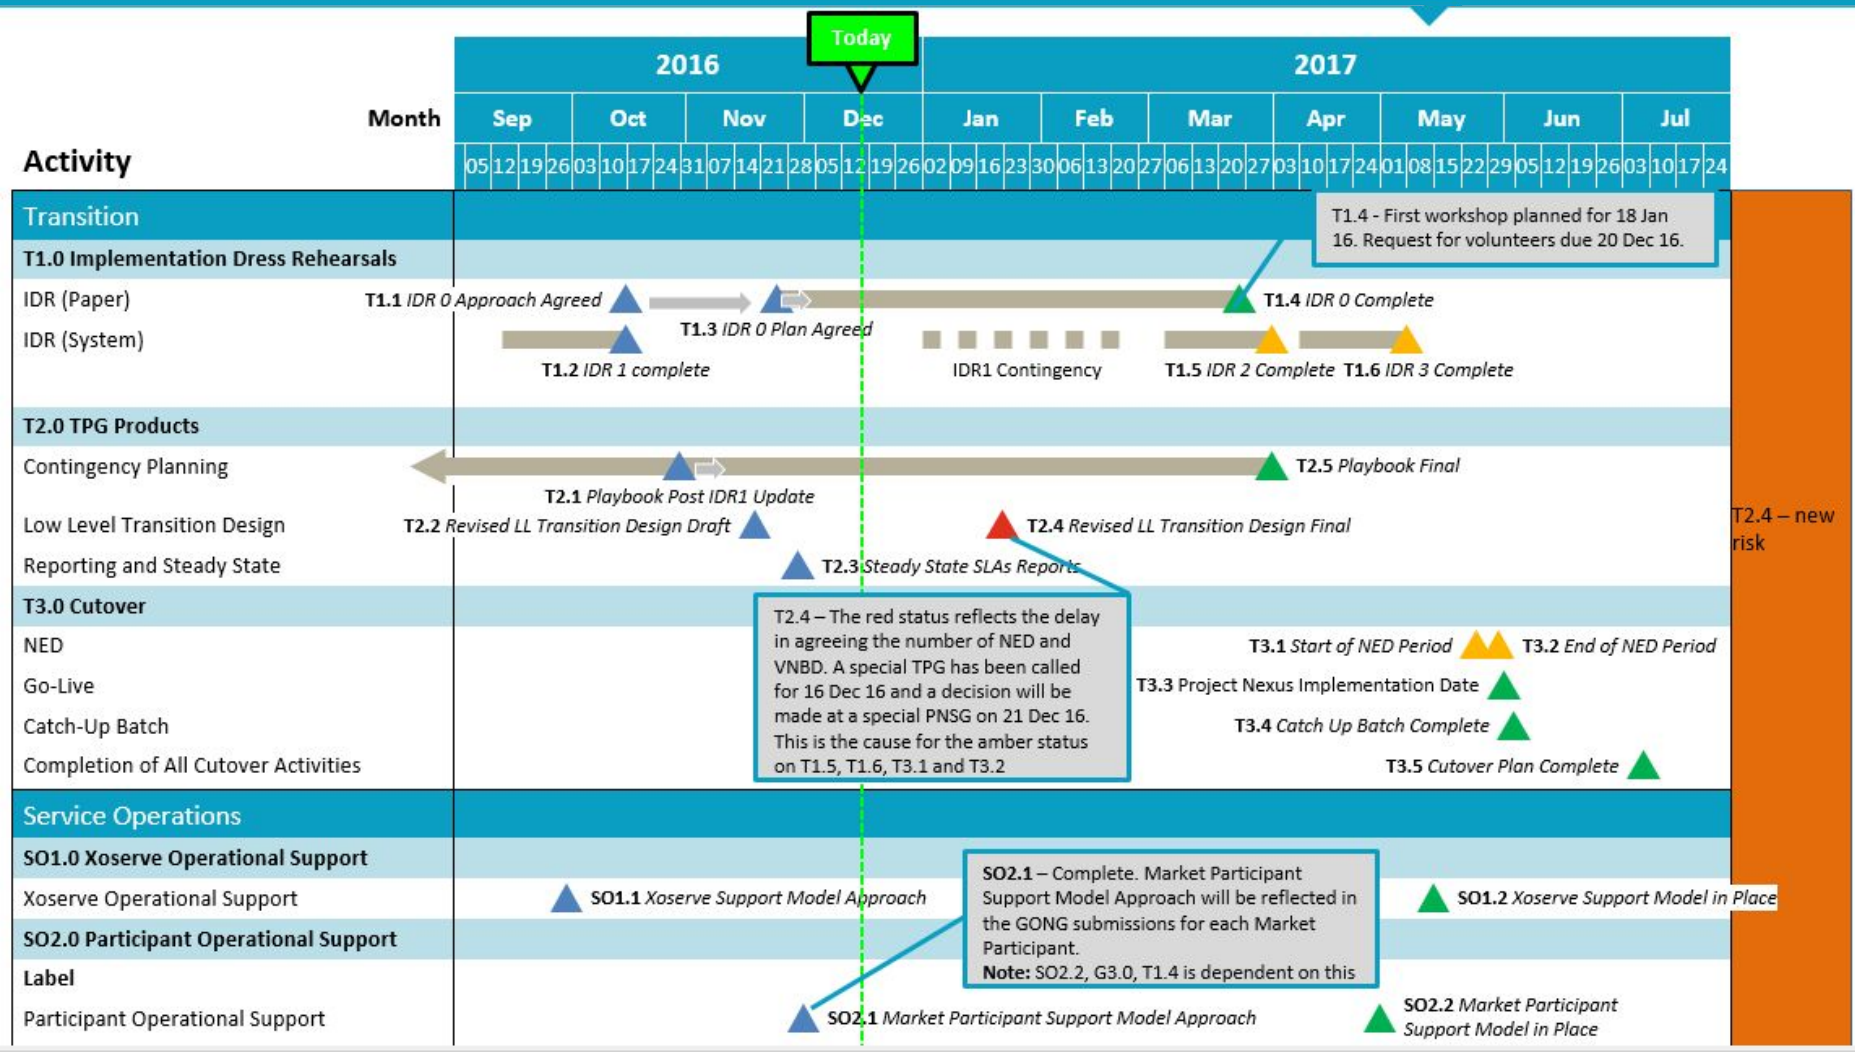 Today
2016 2017
Month Sep Oct Nov Dec Jan Feb Mar Apr May Jun Jul
Activity 05 12 19 26 03 10 17 24 31 07 14 21 28 05 12 19 26 02 09 16 23 30 06 13 20 27 06 13 20 27 03 10 17 24 01 08 15 22 29 05 12 19 26 03 10 17 24
Transition
T1.4 - First workshop planned for 18 Jan
16. Request for volunteers due 20 Dec 16.
T1.0 Implementation Dress Rehearsals
IDR (Paper) T1.1 IDR 0 Approach Agreed T1.4 IDR 0 Complete
T1.3 IDR 0 Plan Agreed
IDR (System)
T1.2 IDR 1 complete IDR1 Contingency T1.5 IDR 2 Complete T1.6 IDR 3 Complete
T2.0 TPG Products
Contingency Planning T2.5 Playbook Final
T2.1 Playbook Post IDR1 Update
Low Level Transition Design T2.2 Revised LL Transition Design Draft T2.4 Revised LL Transition Design Final
T2.4 – new
risk
Reporting and Steady State T2.3 Steady State SLAs Reports
T3.0 Cutover
T2.4 – The red status reflects the delay
in agreeing the number of NED and
VNBD. A special TPG has been called
for 16 Dec 16 and a decision will be
made at a special PNSG on 21 Dec 16.
This is the cause for the amber status
on T1.5, T1.6, T3.1 and T3.2
NED T3.1 Start of NED Period T3.2 End of NED Period
Go-Live T3.3 Project Nexus Implementation Date
Catch-Up Batch T3.4 Catch Up Batch Complete
Completion of All Cutover Activities T3.5 Cutover Plan Complete
Service Operations
SO1.0 Xoserve Operational Support
Xoserve Operational Support SO1.1 Xoserve Support Model Approach SO1.2 Xoserve Support Model in Place
SO2.1 – Complete. Market Participant
Support Model Approach will be reflected in
the GONG submissions for each Market
Participant.
Note: SO2.2, G3.0, T1.4 is dependent on this
SO2.0 Participant Operational Support
Label
Participant Operational Support SO2.1 Market Participant Support Model Approach
SO2.2 Market Participant
Support Model in Place